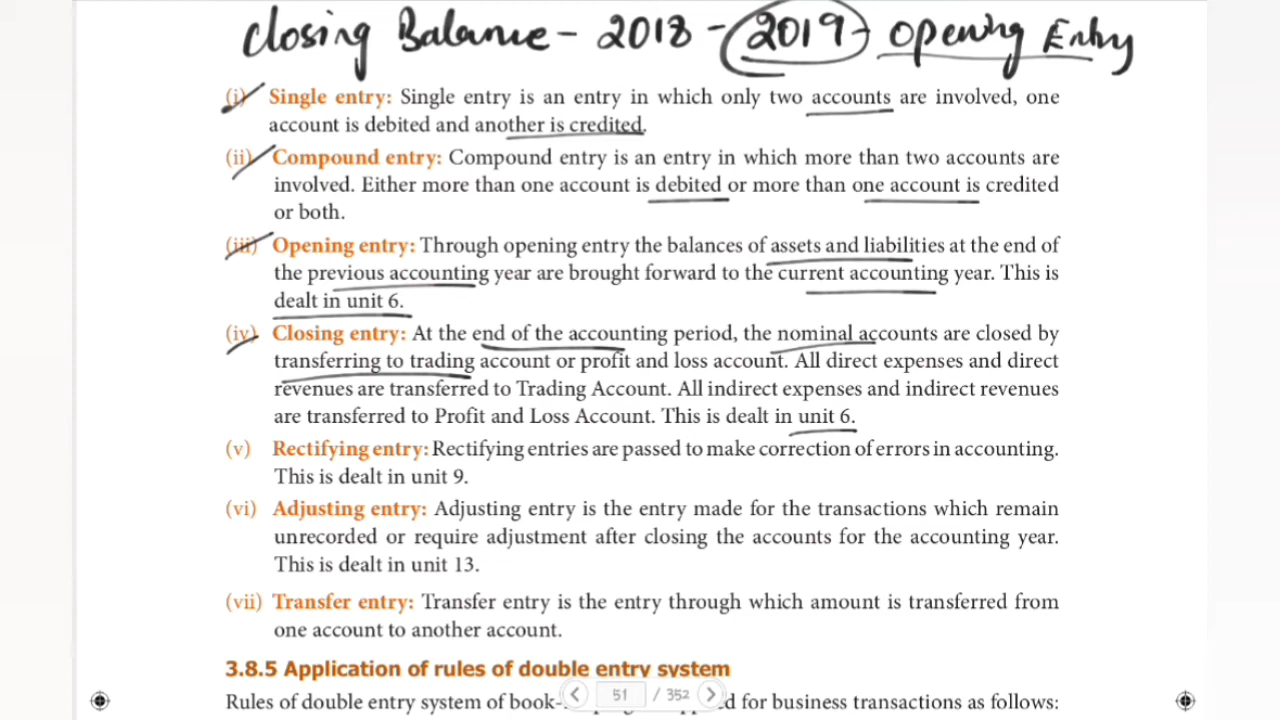 closing Balance - 2018 - 2019 - opening Entry
(i) Single entry: Single entry is an entry in which only two accounts are involved, one
account is debited and another is credited.
(ii) Compound entry: Compound entry is an entry in which more than two accounts are
involved. Either more than one account is debited or more than one account is credited
or both.
(iii) Opening entry: Through opening entry the balances of assets and liabilities at the end of
the previous accounting year are brought forward to the current accounting year. This is
dealt in unit 6.
(iv) Closing entry: At the end of the accounting period, the nominal accounts are closed by
transferring to trading account or profit and loss account. All direct expenses and direct
revenues are transferred to Trading Account. All indirect expenses and indirect revenues
are transferred to Profit and Loss Account. This is dealt in unit 6.
(v) Rectifying entry: Rectifying entries are passed to make correction of errors in accounting.
This is dealt in unit 9.
(vi) Adjusting entry: Adjusting entry is the entry made for the transactions which remain
unrecorded or require adjustment after closing the accounts for the accounting year.
This is dealt in unit 13.
(vii) Transfer entry: Transfer entry is the entry through which amount is transferred from
one account to another account.
3.8.5 Application of rules of double entry system
Rules of double entry system of book- for business transactions as follows:
51 / 352